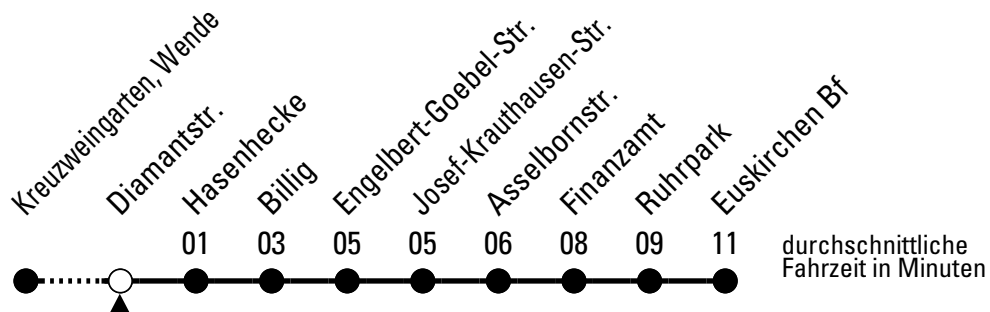 Kreuzweingarten, Wende
Diamantstr.
Hasenhecke
Billig
Engelbert-Goebel-Str.
Josef-Krauthausen-Str.
Asselbornstr.
Finanzamt
Ruhrpark
Euskirchen Bf
01 03 05 05 06 08 09 11
durchschnittliche
Fahrzeit in Minuten